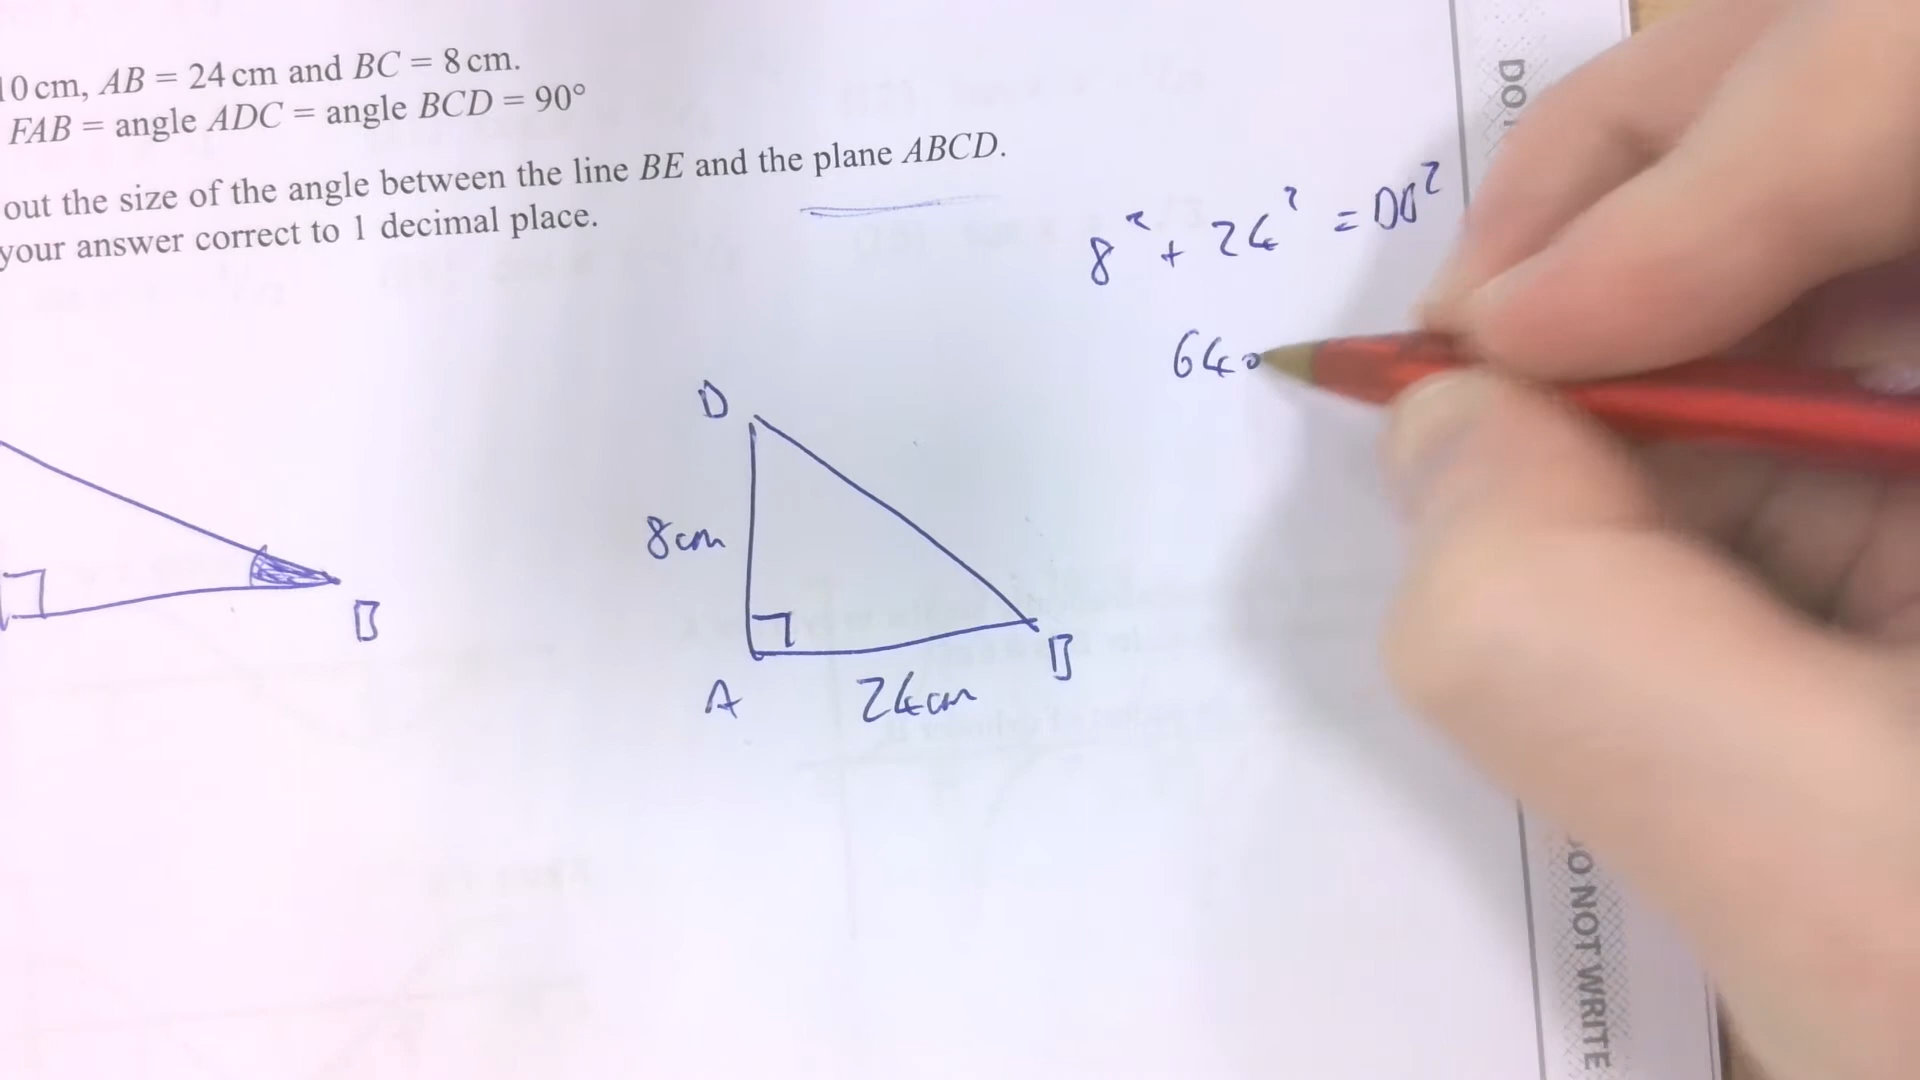 10 cm, AB = 24 cm and BC = 8 cm.
FAB = angle ADC = angle BCD = 90°
out the size of the angle between the line BE and the plane ABCD.
your answer correct to 1 decimal place.
8² + 24² = DB²
640
D
8cm
A
24cm
B
B
DO
DO NOT WRITE